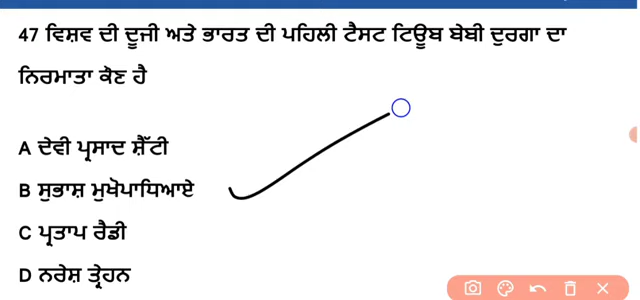 47 ਵਿਸ਼ਵ ਦੀ ਦੂਜੀ ਅਤੇ ਭਾਰਤ ਦੀ ਪਹਿਲੀ ਟੈਸਟ ਟਿਊਬ ਬੇਬੀ ਦੁਰਗਾ ਦਾ
ਨਿਰਮਾਤਾ ਕੋਣ ਹੈ
A ਦੇਵੀ ਪ੍ਰਸਾਦ ਸ਼ੈੱਟੀ
B ਸੁਭਾਸ਼ ਮੁਖੋਪਾਧਿਆਏ
C ਪ੍ਰਤਾਪ ਰੈਡੀ
D ਨਰੇਸ਼ ਤ੍ਰੇਹਨ